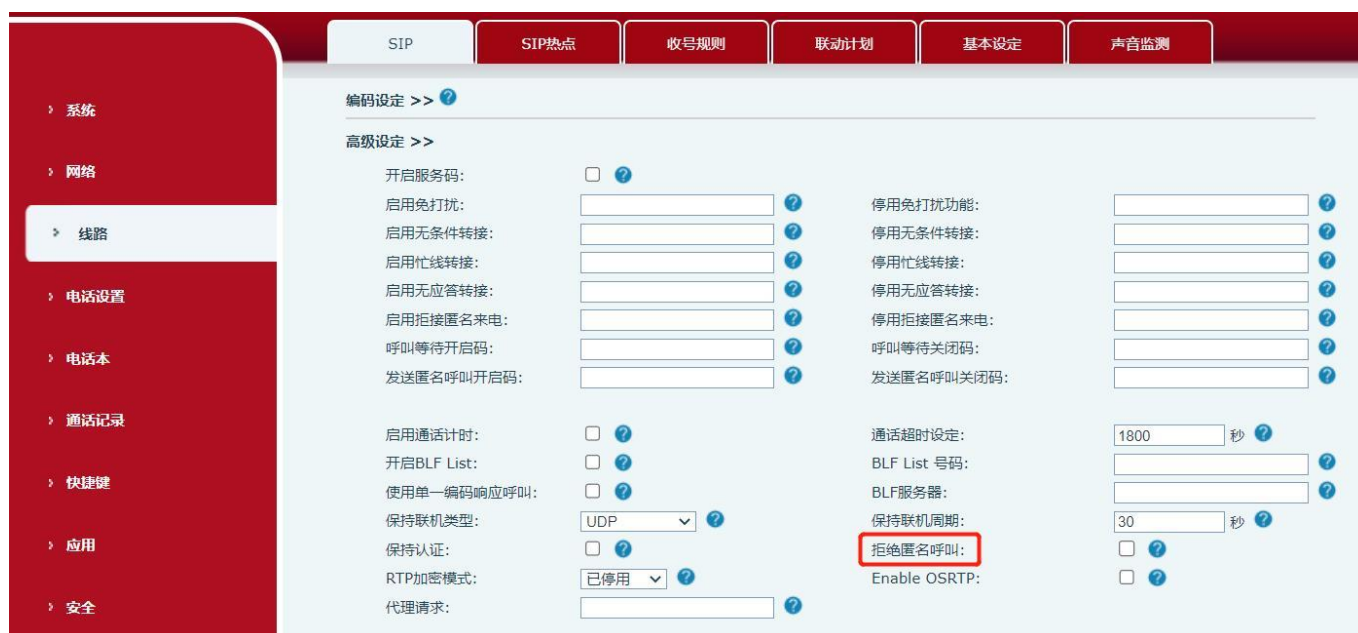 SIP SIP热点 收号规则 联动计划 基本设定 声音监测
› 系统
› 网络
› 线路
› 电话设置
› 电话本
› 通话记录
› 快捷键
› 应用
› 安全
编码设定 >> ?
高级设定 >>
开启服务码: ?
启用免打扰: ? 停用免打扰功能: ?
启用无条件转接: ? 停用无条件转接: ?
启用忙线转接: ? 停用忙线转接: ?
启用无应答转接: ? 停用无应答转接: ?
启用拒接匿名来电: ? 停用拒接匿名来电: ?
呼叫等待开启码: ? 呼叫等待关闭码: ?
发送匿名呼叫开启码: ? 发送匿名呼叫关闭码: ?
启用通话计时: ? 通话超时设定: 1800 秒 ?
开启BLF List: ? BLF List 号码: ?
使用单一编码响应呼叫: ? BLF服务器: ?
保持联机类型: UDP ? 保持联机周期: 30 秒 ?
保持认证: ? 拒绝匿名呼叫: ?
RTP加密模式: 已停用 ? Enable OSRTP: ?
代理请求: ?